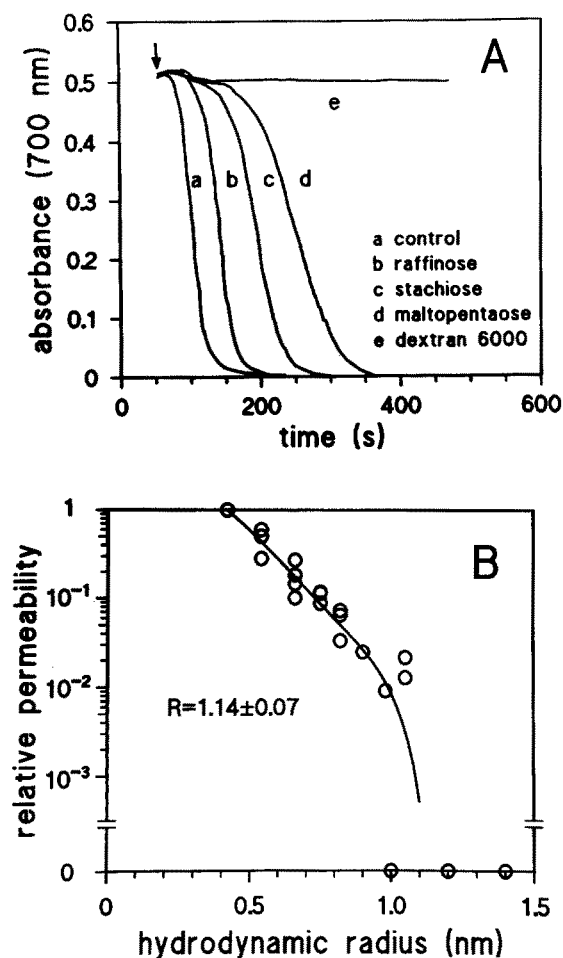 A
absorbance (700 nm)
0.6
0.5
0.4
0.3
0.2
0.1
0
e
a b c d
a control
b raffinose
c stachiose
d maltopentaose
e dextran 6000
0 200 400 600
time (s)
B
relative permeability
1
10⁻¹
10⁻²
10⁻³
0
R=1.14±0.07
0 0.5 1.0 1.5
hydrodynamic radius (nm)